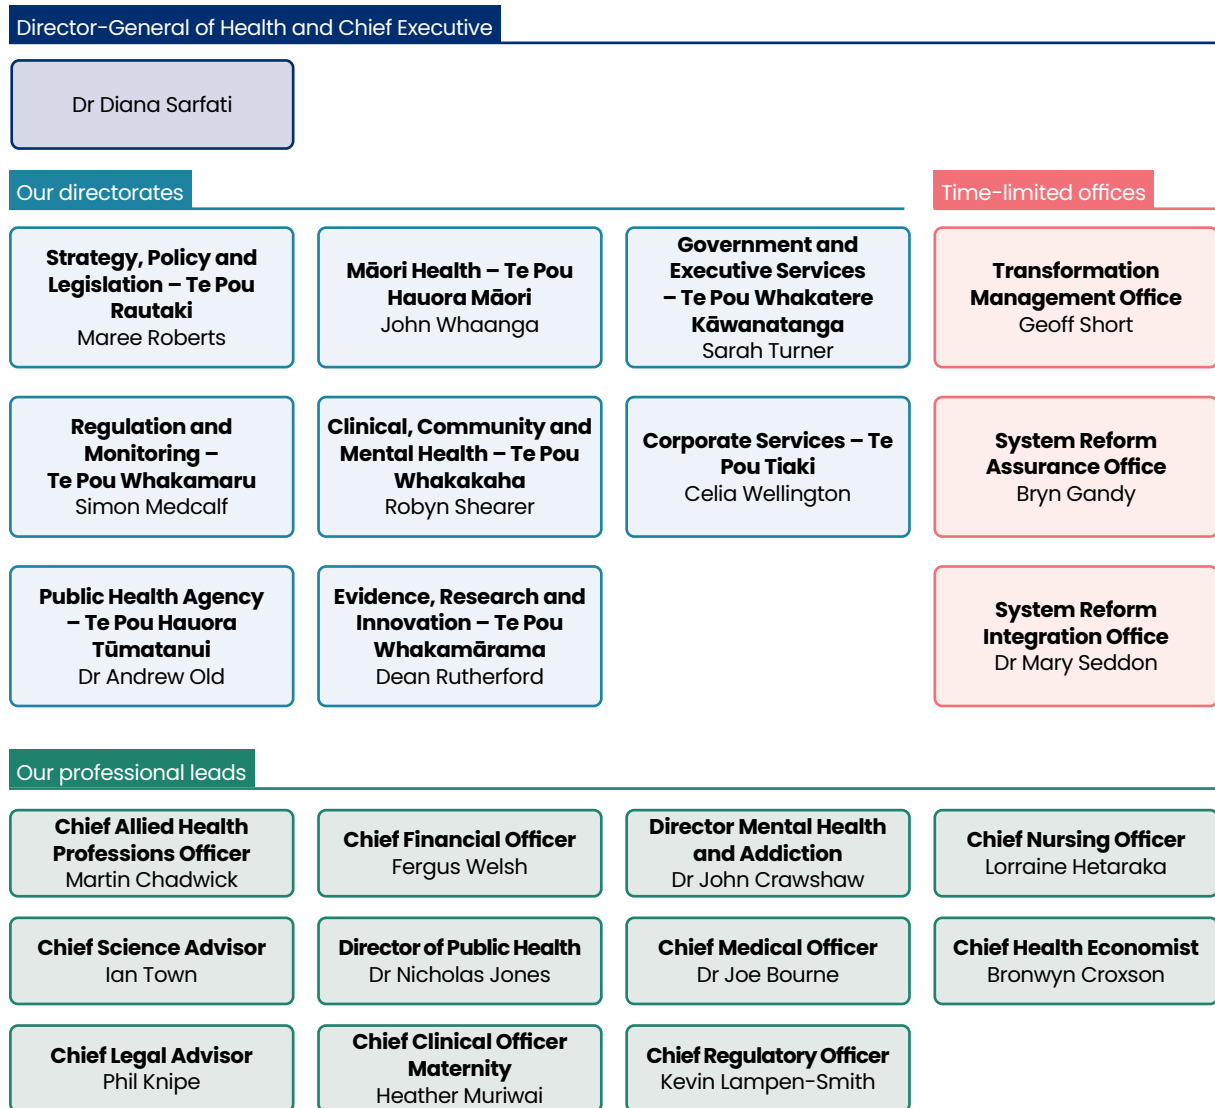 Director-General of Health and Chief Executive
Dr Diana Sarfati
Our directorates
Strategy, Policy and
Legislation – Te Pou
Rautaki
Maree Roberts
Māori Health – Te Pou
Hauora Māori
John Whaanga
Government and
Executive Services
– Te Pou Whakatere
Kāwanatanga
Sarah Turner
Regulation and
Monitoring –
Te Pou Whakamaru
Simon Medcalf
Clinical, Community and
Mental Health – Te Pou
Whakakaha
Robyn Shearer
Corporate Services – Te
Pou Tiaki
Celia Wellington
Public Health Agency
– Te Pou Hauora
Tūmatanui
Dr Andrew Old
Evidence, Research and
Innovation – Te Pou
Whakamārama
Dean Rutherford
Time-limited offices
Transformation
Management Office
Geoff Short
System Reform
Assurance Office
Bryn Gandy
System Reform
Integration Office
Dr Mary Seddon
Our professional leads
Chief Allied Health
Professions Officer
Martin Chadwick
Chief Financial Officer
Fergus Welsh
Director Mental Health
and Addiction
Dr John Crawshaw
Chief Nursing Officer
Lorraine Hetaraka
Chief Science Advisor
Ian Town
Director of Public Health
Dr Nicholas Jones
Chief Medical Officer
Dr Joe Bourne
Chief Health Economist
Bronwyn Croxson
Chief Legal Advisor
Phil Knipe
Chief Clinical Officer
Maternity
Heather Muriwai
Chief Regulatory Officer
Kevin Lampen-Smith